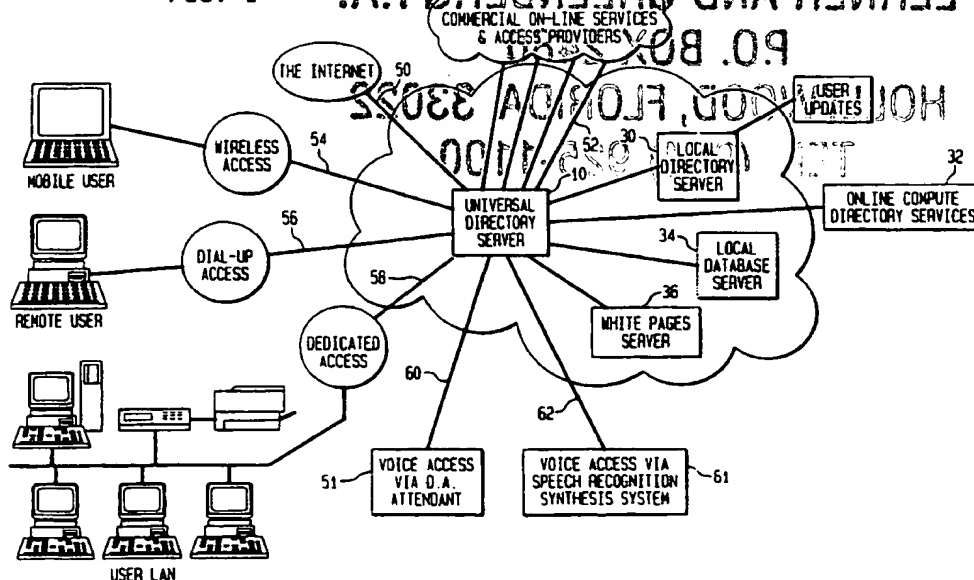 COMMERCIAL ON-LINE SERVICES
& ACCESS PROVIDERS
THE INTERNET
50
USER
UPDATES
MOBILE USER
WIRELESS
ACCESS
54
52
30
LOCAL
DIRECTORY
SERVER
32
10
UNIVERSAL
DIRECTORY
SERVER
ONLINE COMPUTE
DIRECTORY SERVICES
REMOTE USER
DIAL-UP
ACCESS
56
34
LOCAL
DATABASE
SERVER
58
36
WHITE PAGES
SERVER
DEDICATED
ACCESS
60
62
51
VOICE ACCESS
VIA D.A.
ATTENDANT
VOICE ACCESS VIA
SPEECH RECOGNITION
SYNTHESIS SYSTEM
61
USER LAN
P.O. BOX
FLORIDA 33022